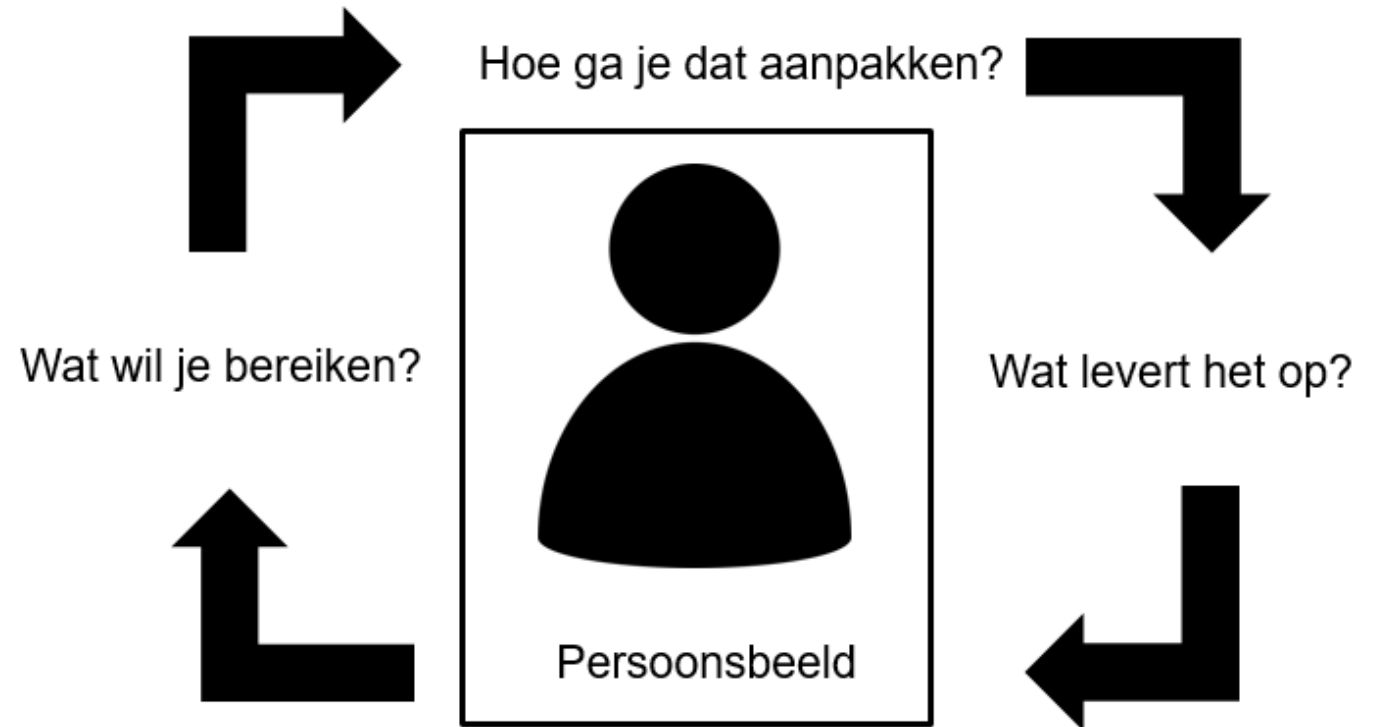 Hoe ga je dat aanpakken?
Wat wil je bereiken?
Wat levert het op?
Persoonsbeeld